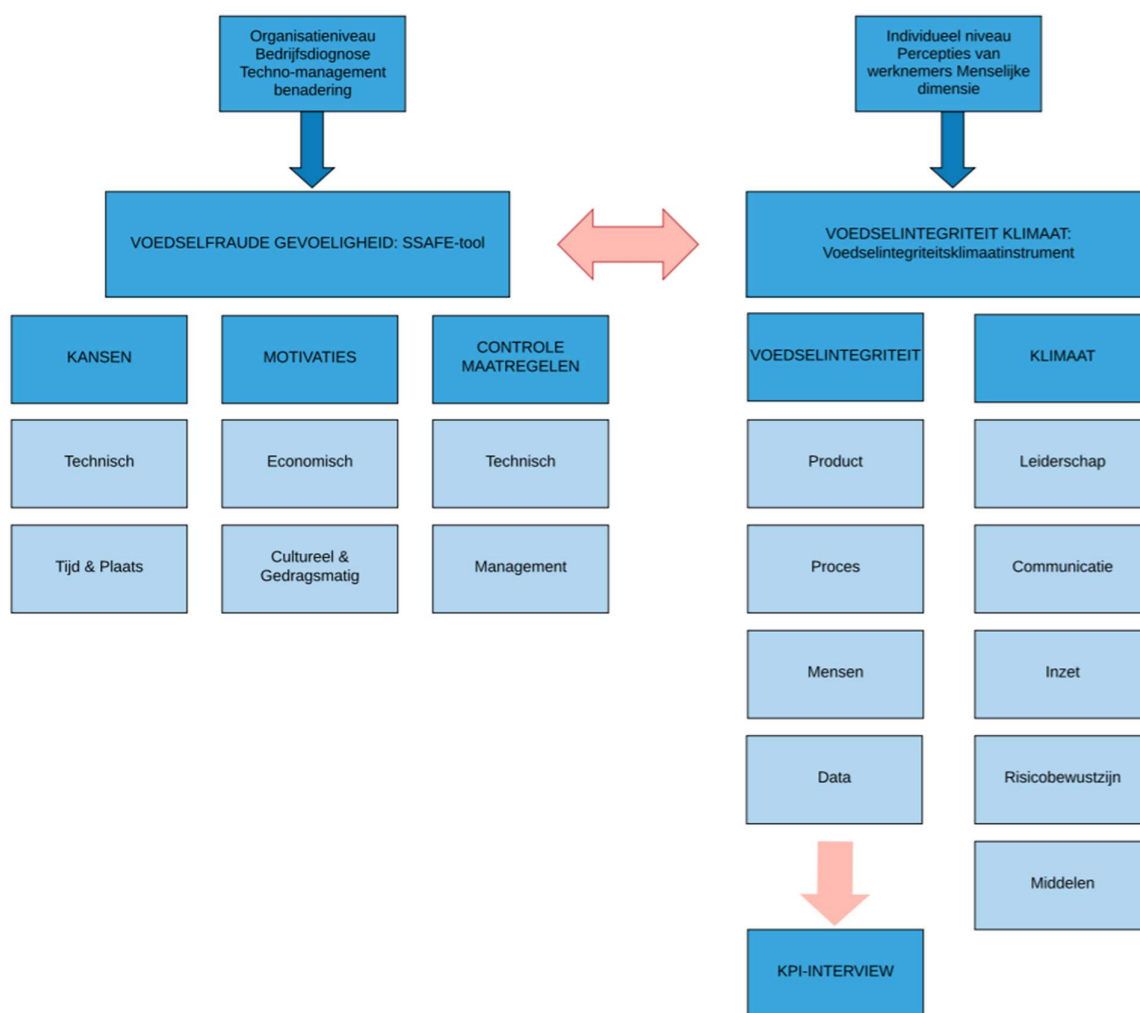 Organisatieniveau
Bedrijfsdiagnose
Techno-management
benadering
Individueel niveau
Percepties van
werknemers Menselijke
dimensie
VOEDSELFRAUDE GEVOELIGHEID: SSAFE-tool
VOEDSELINTEGRITEIT KLIMAAT:
Voedselintegriteitsklimaatinstrument
KANSEN
MOTIVATIES
CONTROLE
MAATREGELEN
VOEDSELINTEGRITEIT
KLIMAAT
Technisch
Economisch
Technisch
Product
Leiderschap
Tijd & Plaats
Cultureel &
Gedragsmatig
Management
Proces
Communicatie
Mensen
Inzet
Data
Risicobewustzijn
Middelen
KPI-INTERVIEW